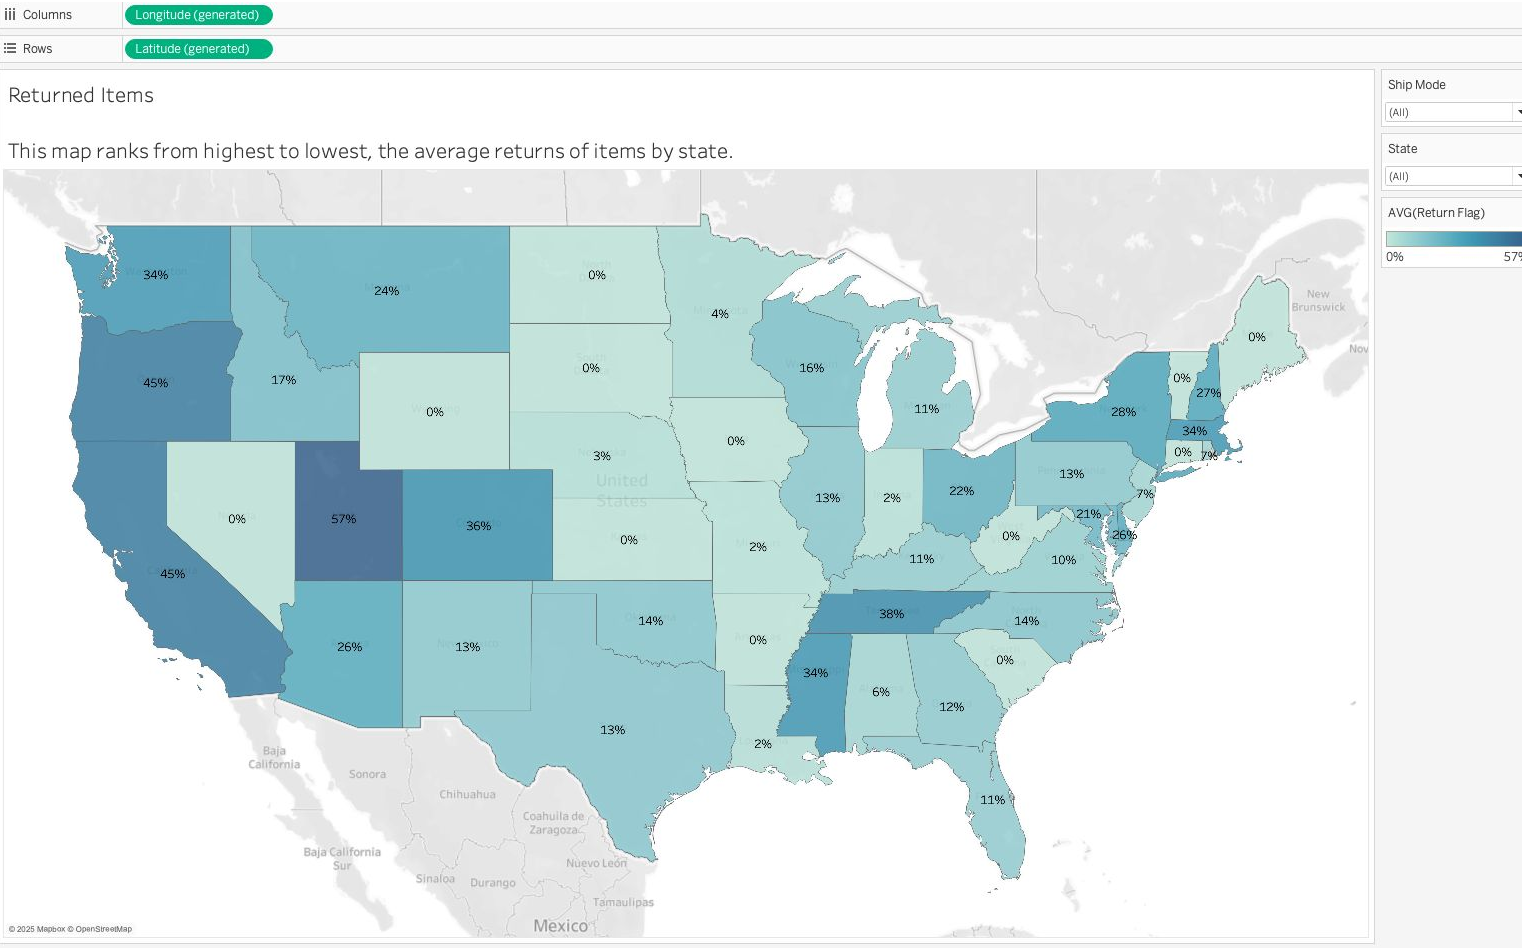 Columns
Longitude (generated)
Rows
Latitude (generated)
Returned Items
This map ranks from highest to lowest, the average returns of items by state.
Ship Mode
(All)
State
(All)
AVG(Return Flag)
0%
57%
34%
24%
0%
4%
0%
New
Brunswick
Nov
45%
17%
0%
0%
16%
11%
28%
0%
27%
34%
0%
7%
0%
3%
United
States
13%
2%
22%
13%
7%
0%
57%
36%
0%
2%
11%
0%
21%
26%
10%
45%
26%
13%
14%
0%
38%
14%
North
34%
6%
12%
0%
13%
2%
11%
Baja
California
Sonora
Chihuahua
Coahuila de
Zaragoza
Baja California
Sur
Sinaloa
Durango
Nuevo León
Tamaulipas
Mexico
© 2025 Mapbox © OpenStreetMap